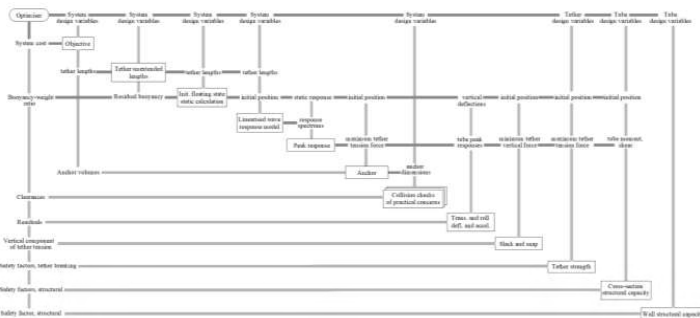 Optimiser
System
design variables
System
design variables
System
design variables
System
design variables
System
design variables
Tether
design variables
Tube
design variables
Tube
design variables
System cost
Objective
tether lengths
Tether unstretched
lengths
tether lengths
tether lengths
Buoyancy-weight
ratio
Residual buoyancy
Init. floating state
static calculation
initial position
static response
initial position
vertical
deflections
initial position
initial position
initial position
Linearised wave
response model
response
spectrums
Peak response
minimum tether
tension force
tube peak
responses
minimum tether
vertical force
maximum tether
tension force
tube moment,
shear
Anchor volumes
Anchor
anchor
dimensions
Clearances
Collision checks
of practical concerns
Residuals
Trans. and roll
defl. and accel.
Vertical component
of tether tension
Slack and snap
Safety factors, tether breaking
Tether strength
Safety factors, structural
Cross-section
structural capacity
Safety factor, structural
Wall structural capacity